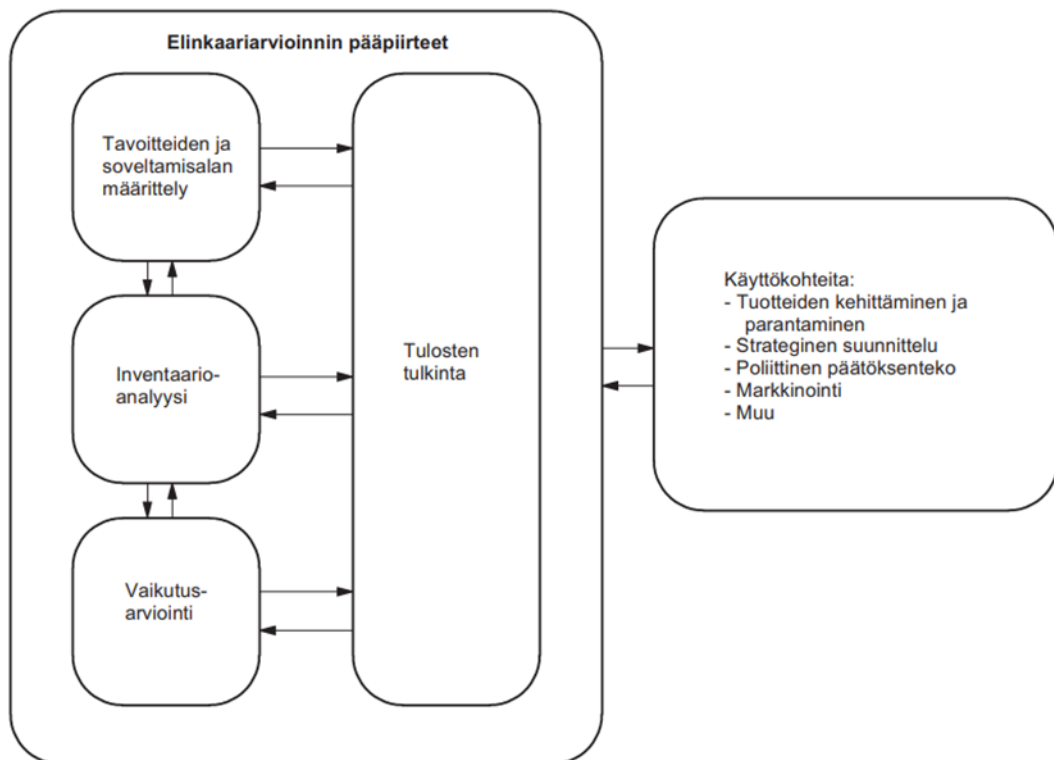 Elinkaariarvioinnin pääpiirteet
Tavoitteiden ja
soveltamisalan
määrittely
Inventaario-
analyysi
Vaikutus-
arviointi
Tulosten
tulkinta
Käyttökohteita:
- Tuotteiden kehittäminen ja
parantaminen
- Strateginen suunnittelu
- Poliittinen päätöksenteko
- Markkinointi
- Muu